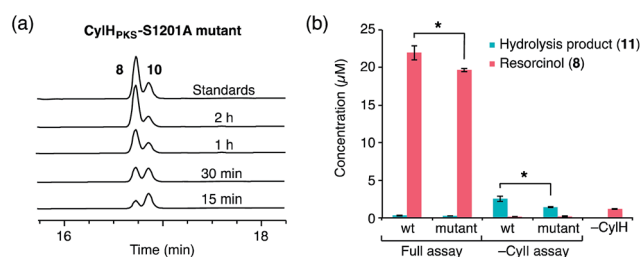 (a)
CylH_PKS-S1201A mutant
8 10
Standards
2 h
1 h
30 min
15 min
16 17 18
Time (min)
(b)
Concentration (µM)
25
20
15
10
5
0
*
Hydrolysis product (11)
Resorcinol (8)
*
wt mutant wt mutant –CylH
Full assay –CylI assay